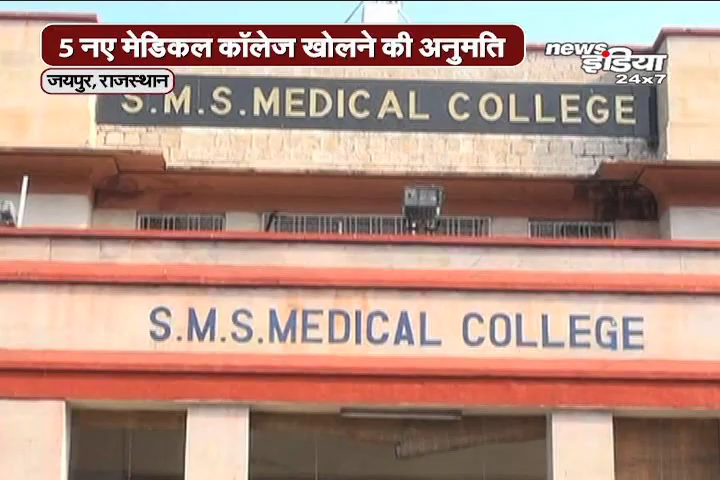 5 नए मेडिकल कॉलेज खोलने की अनुमति
news
इंडिया
24x7
जयपुर, राजस्थान
S.M.S.MEDICAL COLLEGE
S.M.S.MEDICAL COLLEGE